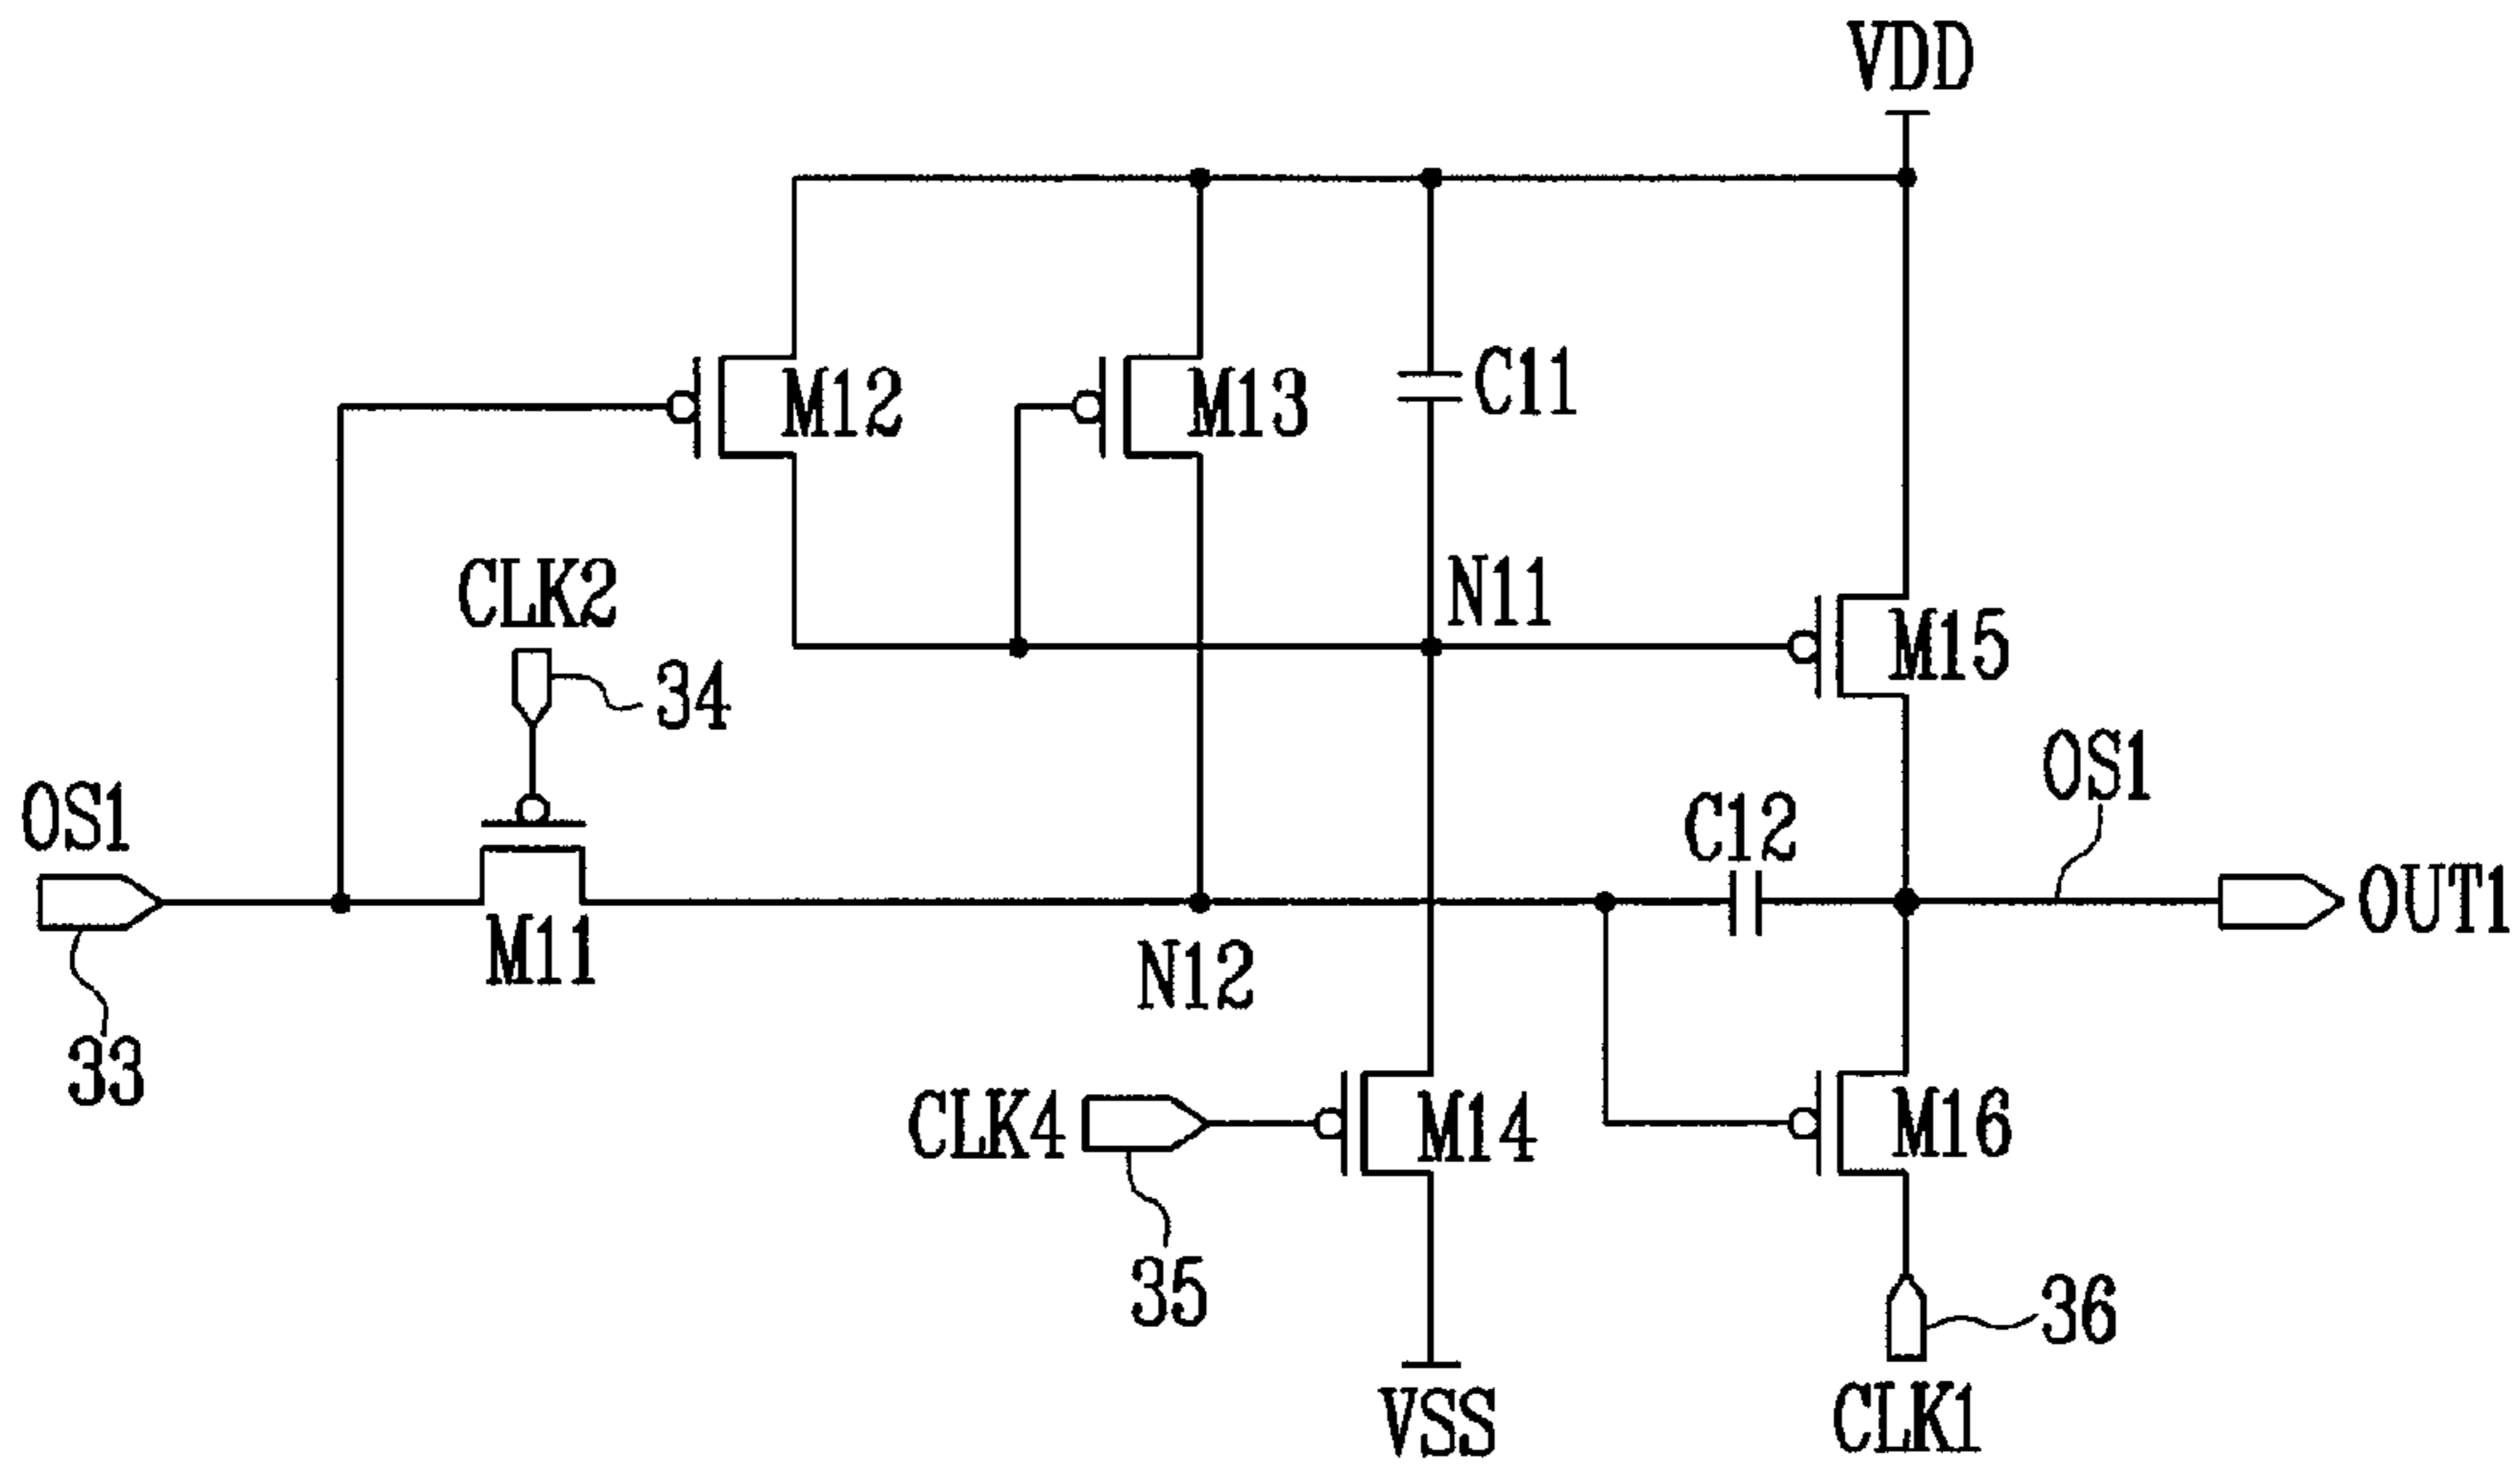 VDD
M12
M13
C11
CLK2
N11
M15
34
OS1
OS1
C12
M11
OUT1
N12
33
CLK4
M14
M16
35
36
VSS
CLK1